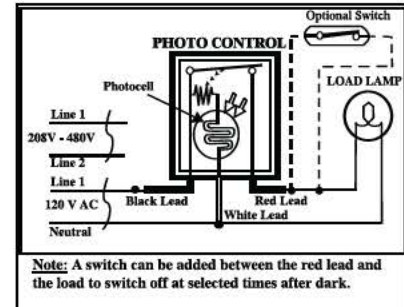 Optional Switch
PHOTO CONTROL
LOAD LAMP
Photocell
Line 1
208V - 480V
Line 2
Line 1
120 V AC
Neutral
Black Lead
Red Lead
White Lead
Note: A switch can be added between the red lead and
the load to switch off at selected times after dark.